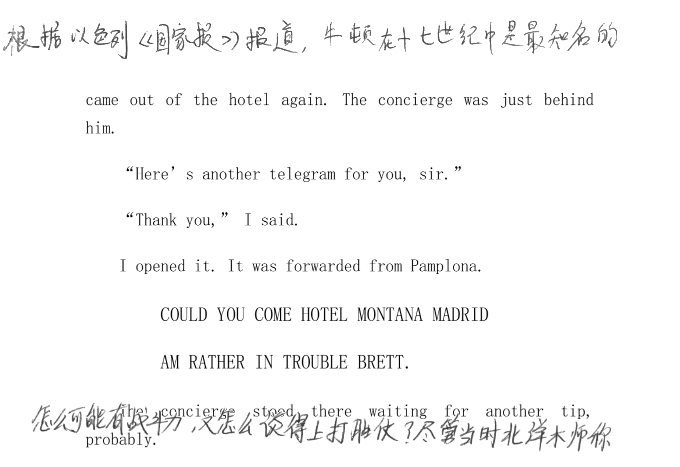 根据以色列《国家报》报道，牛顿在十七世纪中是最知名的
came out of the hotel again. The concierge was just behind
him.
“Here’s another telegram for you, sir.”
“Thank you,” I said.
I opened it. It was forwarded from Pamplona.
COULD YOU COME HOTEL MONTANA MADRID
AM RATHER IN TROUBLE BRETT.
The concierge stood there waiting for another tip,
怎么可能有战斗力，又怎么谈得上打胜仗了尽管当时北洋水师你
probably.